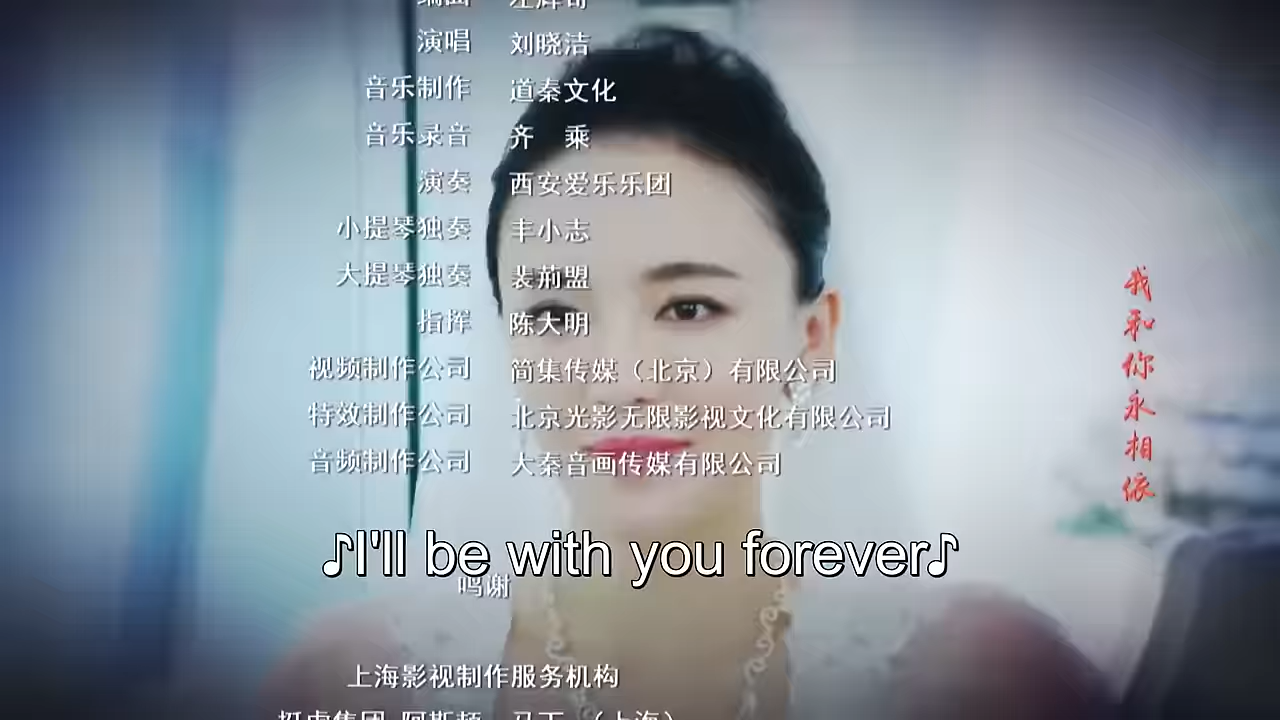 演唱 刘晓洁
音乐制作 道秦文化
音乐录音 齐 乘
演奏 西安爱乐乐团
小提琴独奏 丰小志
大提琴独奏 裴荊盟
指挥 陈大明
视频制作公司 简集传媒（北京）有限公司
特效制作公司 北京光影无限影视文化有限公司
音频制作公司 大秦音画传媒有限公司
我和你永相依
♪I'll be with you forever♪
鸣谢
上海影视制作服务机构